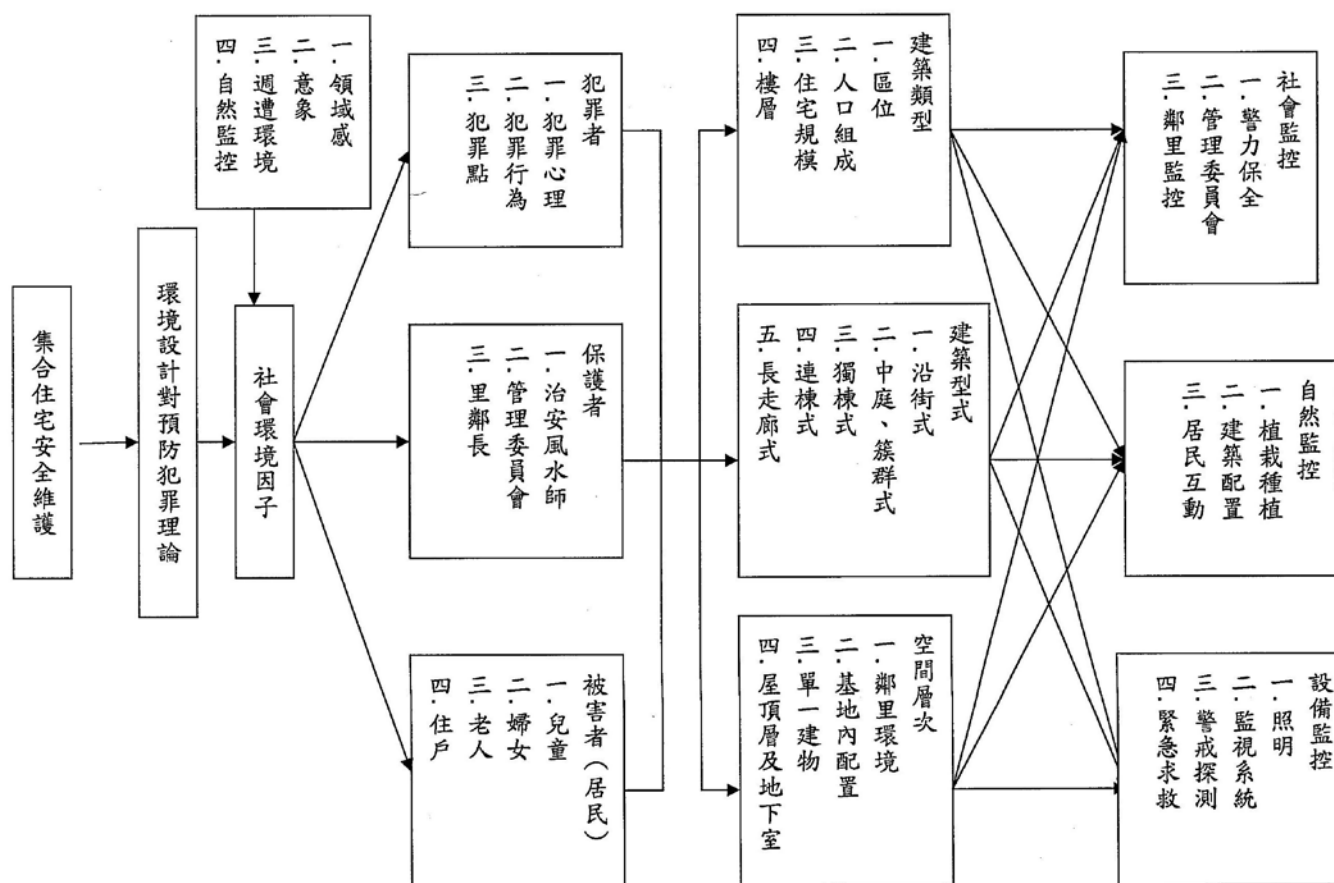 集合住宅安全維護
環境設計對預防犯罪理論
社會環境因子
一.領域感
二.意象
三.週遭環境
四.自然監控
犯罪者
一.犯罪心理
二.犯罪行為
三.犯罪點
保護者
一.治安風水師
二.管理委員會
三.里鄰長
被害者(居民)
一.兒童
二.婦女
三.老人
四.住戶
建築類型
一.區位
二.人口組成
三.住宅規模
四.樓層
建築型式
一.沿街式
二.中庭、簇群式
三.獨棟式
四.連棟式
五.長走廊式
空間層次
一.鄰里環境
二.基地內配置
三.單一建物
四.屋頂層及地下室
社會監控
一.警力保全
二.管理委員會
三.鄰里監控
自然監控
一.植栽種植
二.建築配置
三.居民互動
設備監控
一.照明
二.監視系統
三.警戒探測
四.緊急求救